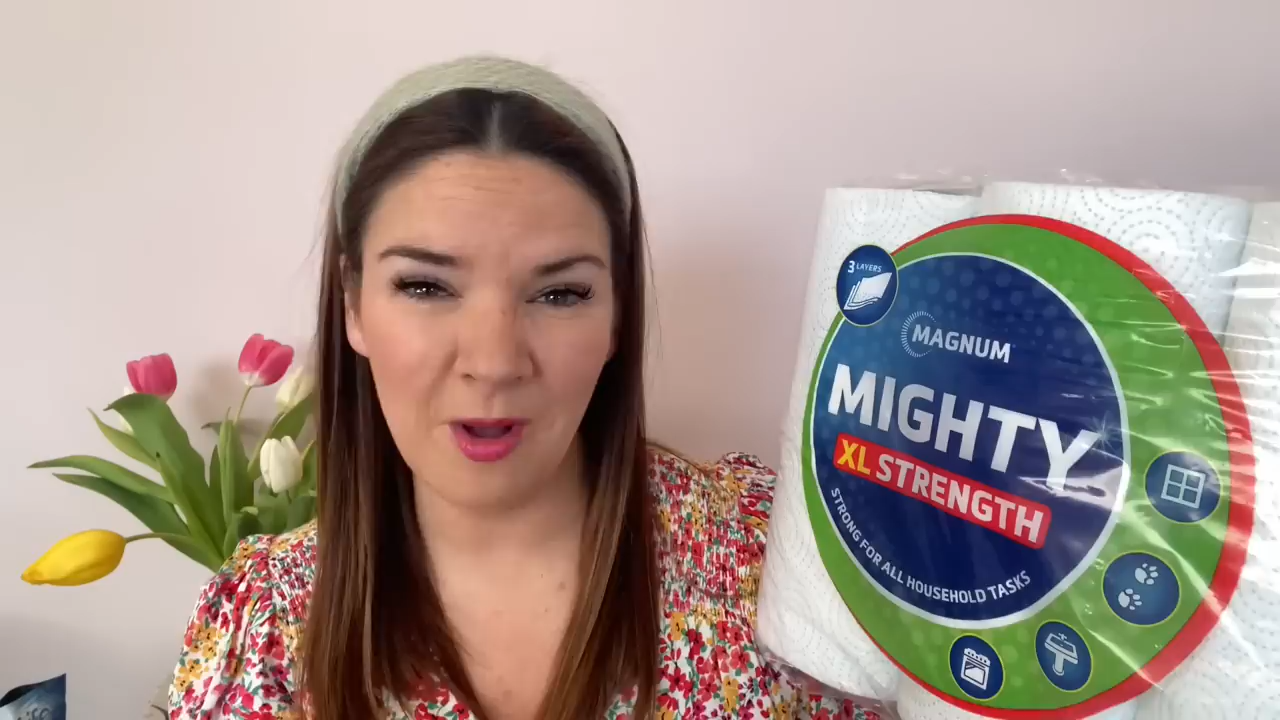 3 LAYERS
MAGNUM
MIGHTY
XL STRENGTH
STRONG FOR ALL HOUSEHOLD TASKS